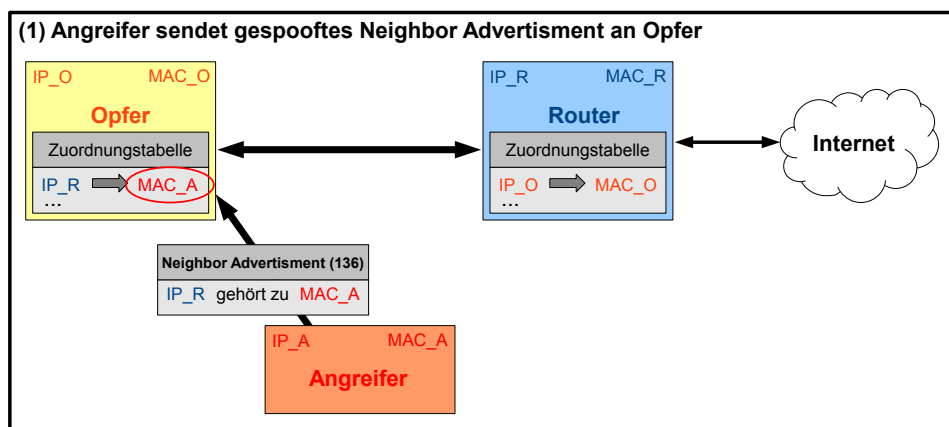 (1) Angreifer sendet gespooftes Neighbor Advertisment an Opfer
IP_O MAC_O
Opfer
Zuordnungstabelle
IP_R MAC_A
...
IP_R MAC_R
Router
Zuordnungstabelle
IP_O MAC_O
...
Internet
Neighbor Advertisment (136)
IP_R gehört zu MAC_A
IP_A MAC_A
Angreifer